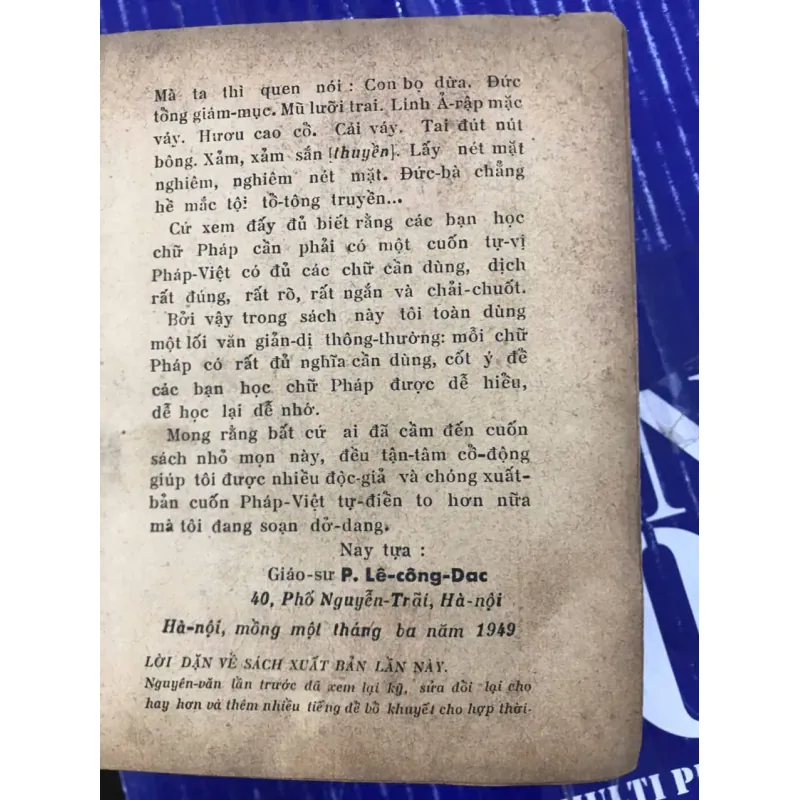 Mà ta thì quen nói : Con bọ dừa. Đức
tổng giám-mục. Mũ lưỡi trai. Lính Ả-rập mặc
váy. Hươu cao cổ. Cải váy. Tai đút nút
bông. Xảm, xảm sắn [thuyền]. Lấy nét mặt
nghiêm, nghiêm nét mặt. Đức-bà chẳng
hề mắc tội tổ-tông truyền...
Cứ xem đấy đủ biết rằng các bạn học
chữ Pháp cần phải có một cuốn tự-vị
Pháp-Việt có đủ các chữ cần dùng, dịch
rất đúng, rất rõ, rất ngắn và chải-chuốt.
Bởi vậy trong sách này tôi toàn dùng
một lối văn giản-dị thông-thường: mỗi chữ
Pháp có rất đủ nghĩa cần dùng, cốt ý để
các bạn học chữ Pháp được dễ hiểu,
dễ học lại dễ nhớ.
Mong rằng bất cứ ai đã cầm đến cuốn
sách nhỏ mọn này, đều tận-tâm cổ-động
giúp tôi được nhiều độc-giả và chóng xuất-
bản cuốn Pháp-Việt tự-điển to hơn nữa
mà tôi đang soạn dở-dang.
Nay tựa :
Giáo-sư P. Lê-công-Dac
40, Phố Nguyễn-Trãi, Hà-nội
Hà-nội, mồng một tháng ba năm 1949
LỜI DẶN VỀ SÁCH XUẤT BẢN LẦN NÀY.
Nguyên-văn lần trước đã xem lại kỹ, sửa đổi lại cho
hay hơn và thêm nhiều tiếng để bổ khuyết cho hợp thời.
ULTI P